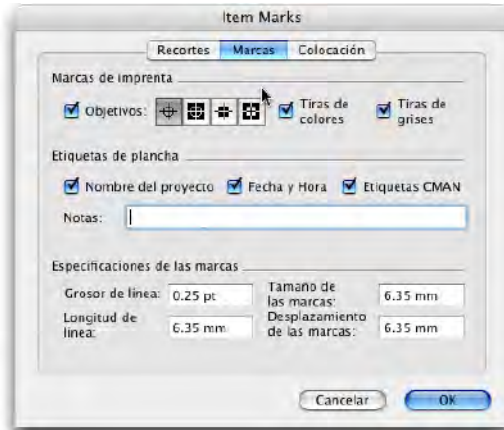 Item Marks
Recortes Marcas Colocación
Marcas de imprenta
Objetivos: Tiras de colores Tiras de grises
Etiquetas de plancha
Nombre del proyecto Fecha y Hora Etiquetas CMAN
Notas:
Especificaciones de las marcas
Grosor de línea: 0.25 pt Tamaño de las marcas: 6.35 mm
Longitud de línea: 6.35 mm Desplazamiento de las marcas: 6.35 mm
Cancelar OK